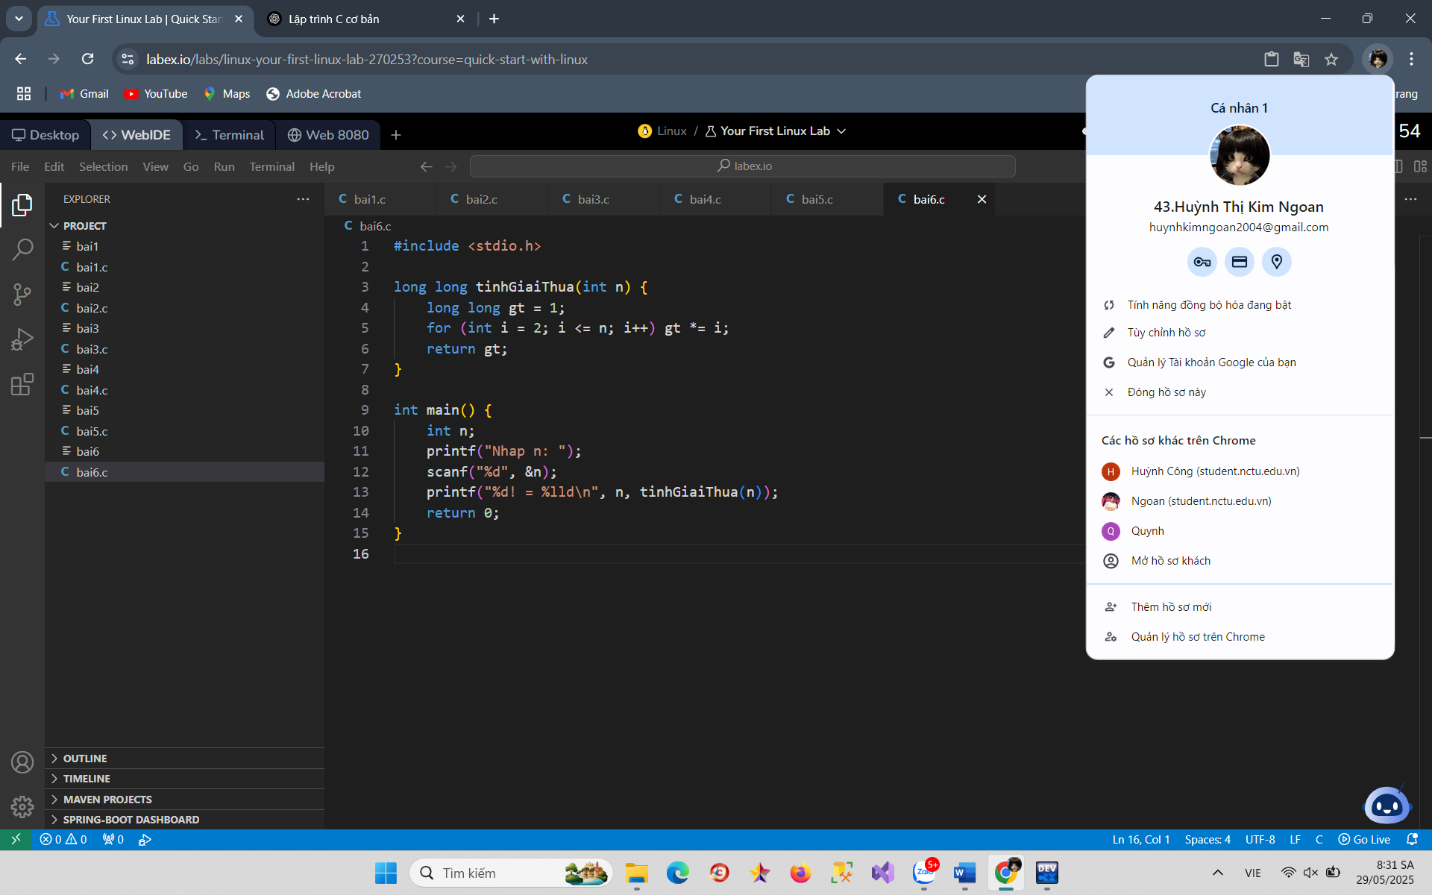 Your First Linux Lab | Quick Star
Lập trình C cơ bản
labex.io/labs/linux-your-first-linux-lab-270253?course=quick-start-with-linux
Gmail
YouTube
Maps
Adobe Acrobat
trang
Desktop
WebIDE
Terminal
Web 8080
Linux / Your First Linux Lab
54
File Edit Selection View Go Run Terminal Help
labex.io
EXPLORER
PROJECT
bai1
C bai1.c
bai2
C bai2.c
bai3
C bai3.c
bai4
C bai4.c
bai5
C bai5.c
bai6
C bai6.c
OUTLINE
TIMELINE
MAVEN PROJECTS
SPRING-BOOT DASHBOARD
C bai1.c
C bai2.c
C bai3.c
C bai4.c
C bai5.c
C bai6.c
C bai6.c
1 #include <stdio.h>
2
3 long long tinhGiaiThua(int n) {
4 long long gt = 1;
5 for (int i = 2; i <= n; i++) gt *= i;
6 return gt;
7 }
8
9 int main() {
10 int n;
11 printf("Nhap n: ");
12 scanf("%d", &n);
13 printf("%d! = %lld\n", n, tinhGiaiThua(n));
14 return 0;
15 }
16
Cá nhân 1
43.Huỳnh Thị Kim Ngoan
huynhkimngoan2004@gmail.com
Tính năng đồng bộ hóa đang bật
Tùy chỉnh hồ sơ
G Quản lý Tài khoản Google của bạn
Đóng hồ sơ này
Các hồ sơ khác trên Chrome
H Huỳnh Công (student.nctu.edu.vn)
Ngoan (student.nctu.edu.vn)
Q Quynh
Mở hồ sơ khách
Thêm hồ sơ mới
Quản lý hồ sơ trên Chrome
0 0 0
Ln 16, Col 1 Spaces: 4 UTF-8 LF C Go Live
Tìm kiếm
Zalo
5+
W
DEV
VIE
8:31 SA
29/05/2025